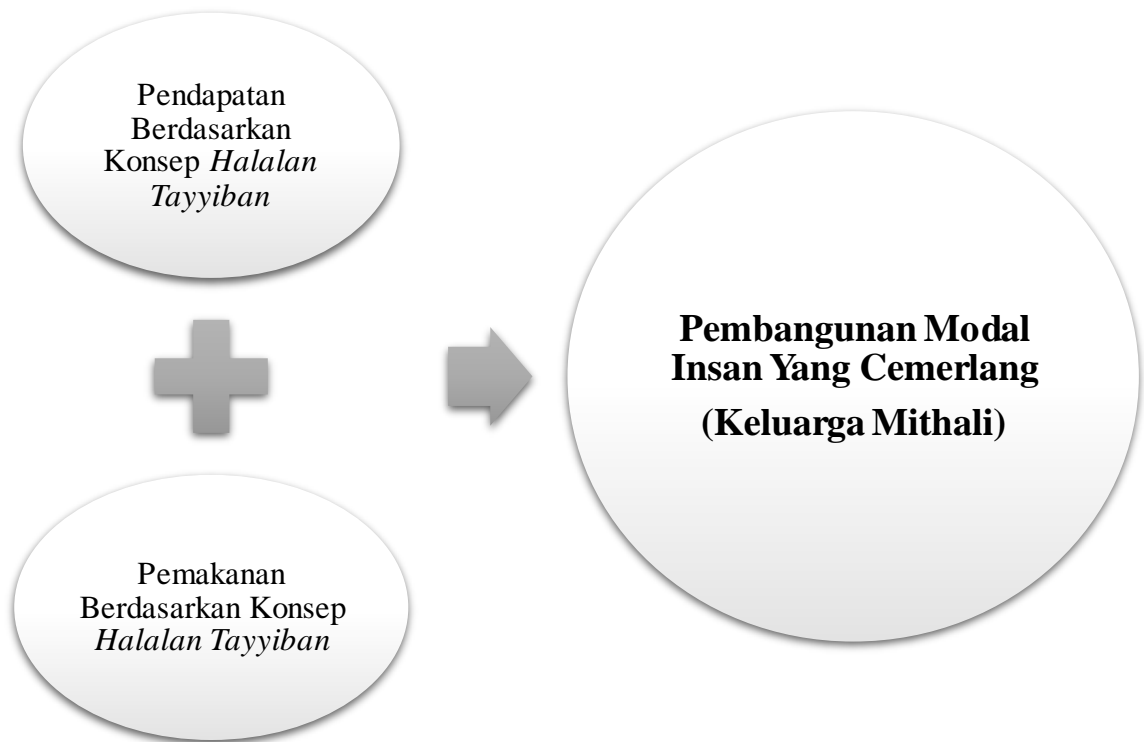 Pendapatan
Berdasarkan
Konsep Halalan
Tayyiban
Pemakanan
Berdasarkan Konsep
Halalan Tayyiban
Pembangunan Modal
Insan Yang Cemerlang
(Keluarga Mithali)